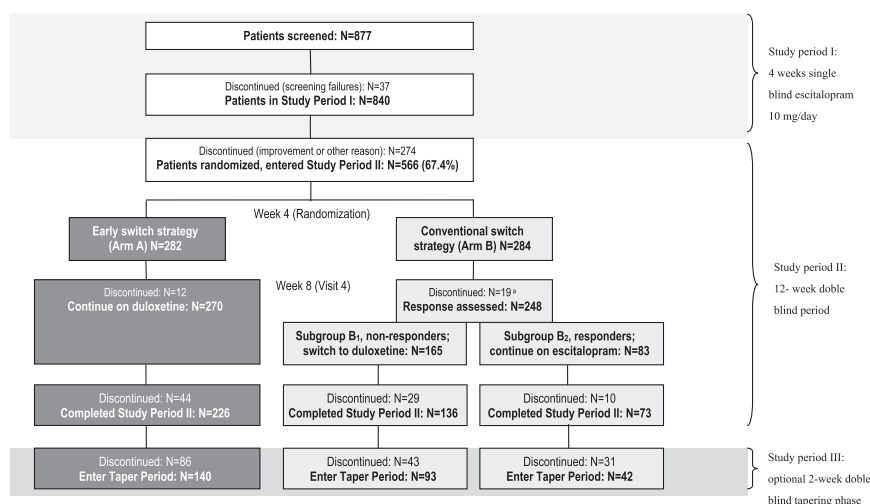 Patients screened: N=877
Discontinued (screening failures): N=37
Patients in Study Period I: N=840
Study period I:
4 weeks single
blind escitalopram
10 mg/day
Discontinued (improvement or other reason): N=274
Patients randomized, entered Study Period II: N=566 (67.4%)
Week 4 (Randomization)
Early switch strategy
(Arm A) N=282
Conventional switch
strategy (Arm B) N=284
Discontinued: N=12
Continue on duloxetine: N=270
Week 8 (Visit 4)
Discontinued: N=19 a
Response assessed: N=248
Subgroup B1, non-responders;
switch to duloxetine: N=165
Subgroup B2, responders;
continue on escitalopram: N=83
Study period II:
12- week doble
blind period
Discontinued: N=44
Completed Study Period II: N=226
Discontinued: N=29
Completed Study Period II: N=136
Discontinued: N=10
Completed Study Period II: N=73
Discontinued: N=86
Enter Taper Period: N=140
Discontinued: N=43
Enter Taper Period: N=93
Discontinued: N=31
Enter Taper Period: N=42
Study period III:
optional 2-week doble
blind tapering phase